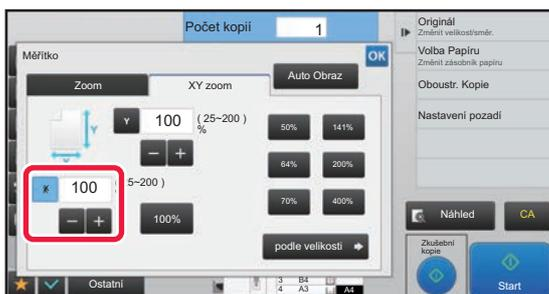 Počet kopií 1
Originál
Změnit velikost/směr.
Volba Papíru
Změnit zásobník papíru
Oboustr. Kopie
Nastavení pozadí
Měřítko
OK
Zoom
XY zoom
Auto Obraz
Y
Y 100 ( 25~200 )
%
− +
X 100 5~200 )
− +
100%
50% 141%
64% 200%
70% 400%
podle velikosti
Náhled
CA
Zkušební
kopie
Start
Ostatní
3 B4
4 A3
A4